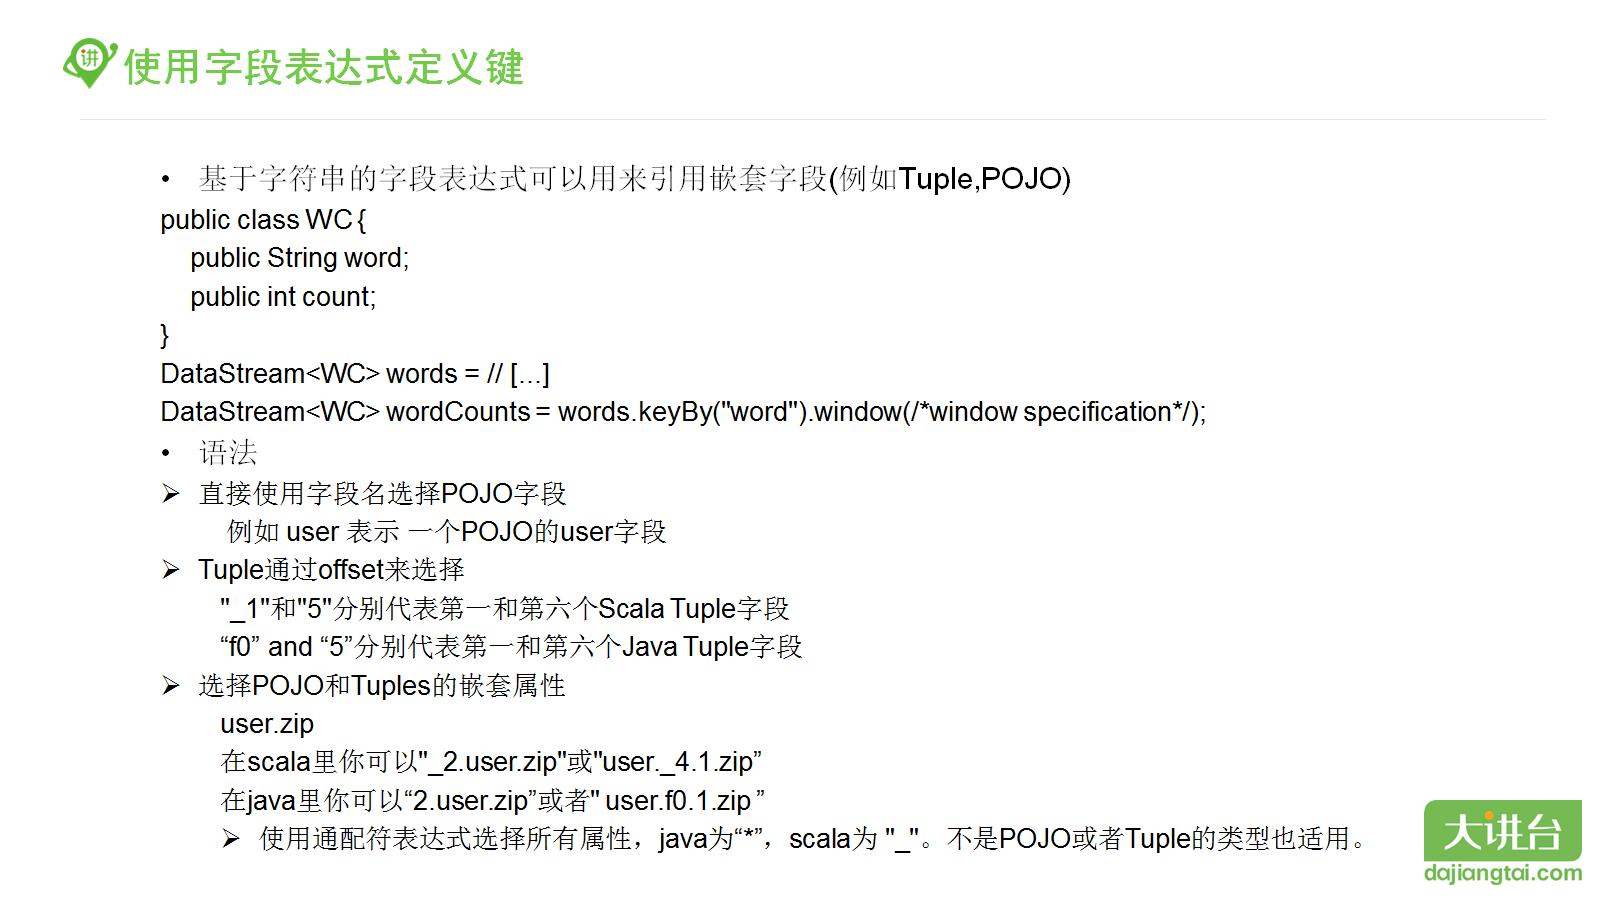 讲
使用字段表达式定义键
• 基于字符串的字段表达式可以用来引用嵌套字段(例如Tuple,POJO)
public class WC {
public String word;
public int count;
}
DataStream<WC> words = // [...]
DataStream<WC> wordCounts = words.keyBy("word").window(/*window specification*/);
• 语法
➢ 直接使用字段名选择POJO字段
例如 user 表示 一个POJO的user字段
➢ Tuple通过offset来选择
"_1"和"5"分别代表第一和第六个Scala Tuple字段
“f0” and “5”分别代表第一和第六个Java Tuple字段
➢ 选择POJO和Tuples的嵌套属性
user.zip
在scala里你可以"_2.user.zip"或"user._4.1.zip”
在java里你可以“2.user.zip”或者" user.f0.1.zip ”
➢ 使用通配符表达式选择所有属性，java为“*”，scala为 "_"。不是POJO或者Tuple的类型也适用。
大讲台
dajiangtai.com